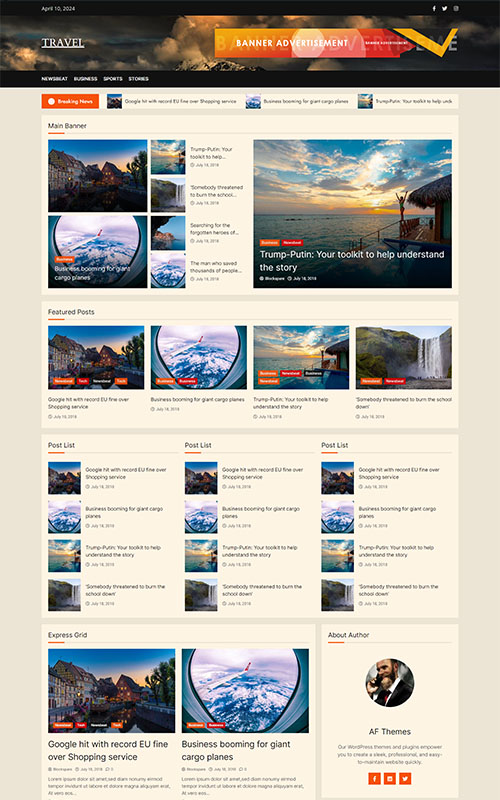 April 10, 2024
TRAVEL
BANNER ADVERTISEMENT
BANNER ADVERTISEMENT
NEWSBEAT BUSINESS SPORTS STORIES
Breaking News
Google hit with record EU fine over Shopping service
Business booming for giant cargo planes
Trump-Putin: Your toolkit to help und
Main Banner
Business
Business booming for giant
cargo planes
Trump-Putin: Your
toolkit to help...
July 18, 2018
'Somebody threatened
to burn the school...
July 18, 2018
Searching for the
forgotten heroes of...
July 18, 2018
The man who saved
thousands of people...
July 18, 2018
Business Newsbeat
Trump-Putin: Your toolkit to help understand
the story
Blockspare July 18, 2018
Featured Posts
Newsbeat Tech Newsbeat Tech
Google hit with record EU fine over
Shopping service
July 18, 2018
Business Business
Business booming for giant cargo planes
July 18, 2018
Business Newsbeat Business
Newsbeat
Trump-Putin: Your toolkit to help
understand the story
July 18, 2018
Newsbeat Newsbeat
'Somebody threatened to burn the school
down'
July 18, 2018
Post List
Google hit with record EU fine over
Shopping service
July 18, 2018
Business booming for giant cargo
planes
July 18, 2018
Trump-Putin: Your toolkit to help
understand the story
July 18, 2018
'Somebody threatened to burn the
school down'
July 18, 2018
Post List
Google hit with record EU fine over
Shopping service
July 18, 2018
Business booming for giant cargo
planes
July 18, 2018
Trump-Putin: Your toolkit to help
understand the story
July 18, 2018
'Somebody threatened to burn the
school down'
July 18, 2018
Post List
Google hit with record EU fine over
Shopping service
July 18, 2018
Business booming for giant cargo
planes
July 18, 2018
Trump-Putin: Your toolkit to help
understand the story
July 18, 2018
'Somebody threatened to burn the
school down'
July 18, 2018
Express Grid
Newsbeat Tech Newsbeat Tech
Google hit with record EU fine
over Shopping service
Blockspare July 18, 2018 0
Lorem ipsum dolor sit amet,sed diam nonumy
eirmod tempor invidunt ut labore et dolore magna
aliquyam erat,
At vero eos...
Business Business
Business booming for giant
cargo planes
Blockspare July 18, 2018 0
Lorem ipsum dolor sit amet,sed diam nonumy
eirmod tempor invidunt ut labore et dolore magna
aliquyam erat, At vero eos...
About Author
AF Themes
Our WordPress themes and plugins empower
you to create a sleek, professional, and easy-
to-maintain website quickly.